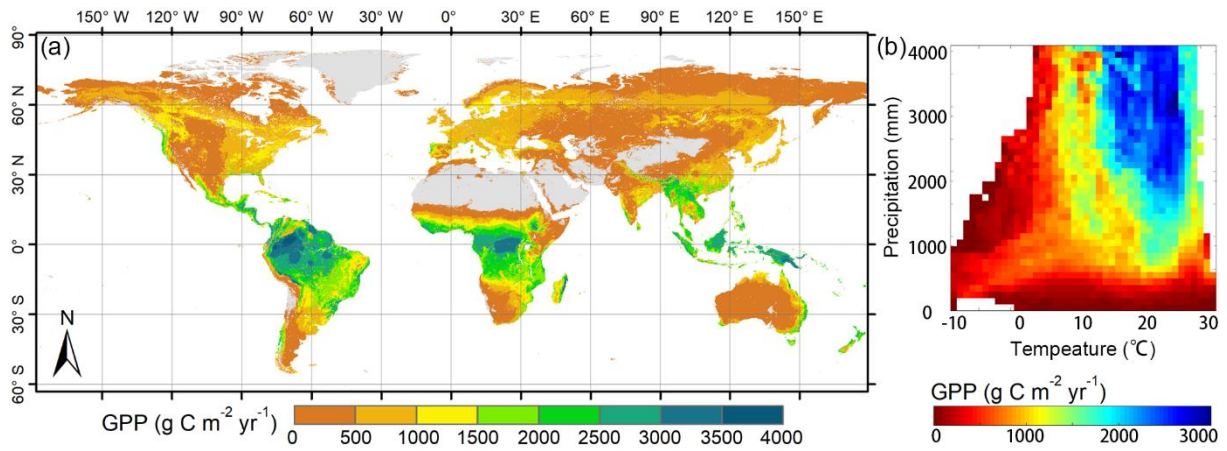 150° W 120° W 90° W 60° W 30° W 0° 30° E 60° E 90° E 120° E 150° E
(a)
90°
60° N
30° N
0°
30° S
60° S
N
GPP (g C m⁻² yr⁻¹)
0 500 1000 1500 2000 2500 3000 3500 4000
(b)
Precipitation (mm)
4000
3000
2000
1000
0
-10 0 10 20 30
Tempeature (℃)
GPP (g C m⁻² yr⁻¹)
0 1000 2000 3000